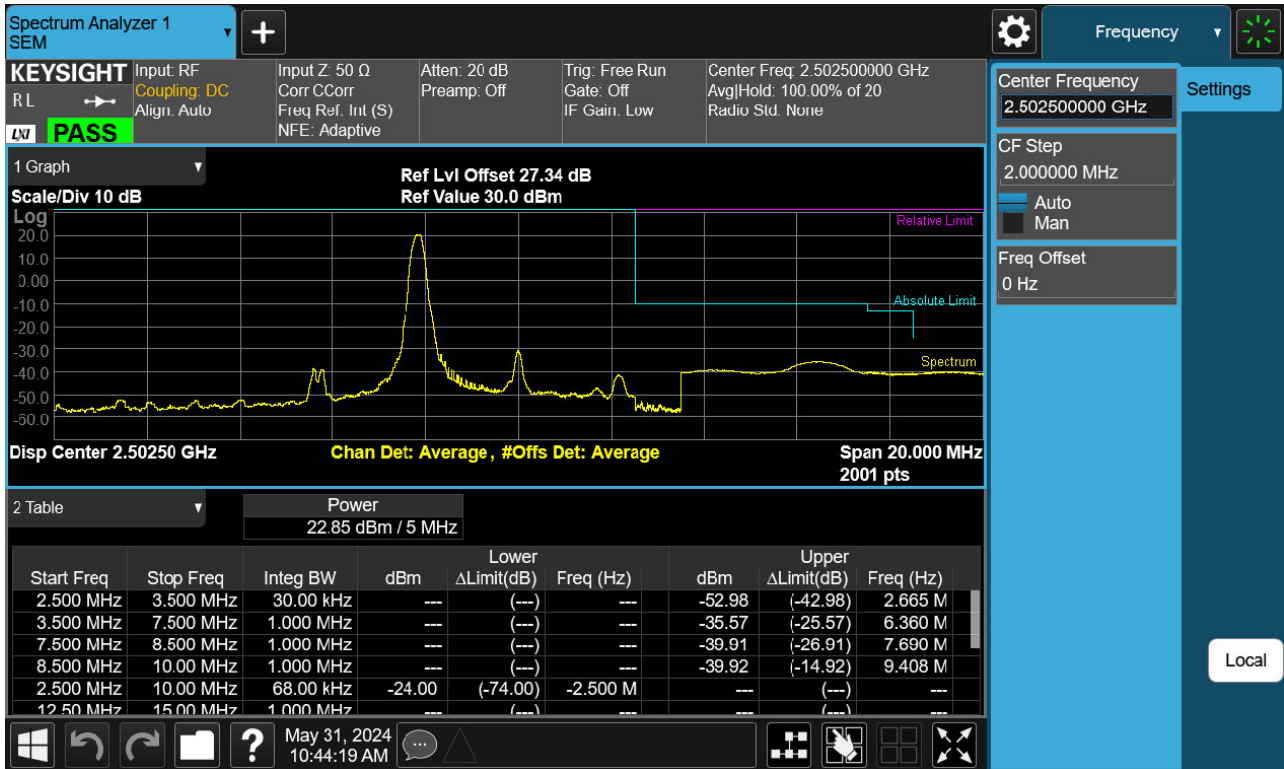 Spectrum Analyzer 1
SEM
Frequency
KEYSIGHT
R L
LXI
PASS
Input: RF
Coupling: DC
Align: Auto
Input Z: 50 Ω
Corr CCorr
Freq Ref: Int (S)
NFE: Adaptive
Atten: 20 dB
Preamp: Off
Trig: Free Run
Gate: Off
IF Gain: Low
Center Freq: 2.502500000 GHz
Avg|Hold: 100.00% of 20
Radio Std: None
Center Frequency
2.502500000 GHz
Settings
CF Step
2.000000 MHz
Auto
Man
Freq Offset
0 Hz
1 Graph
Scale/Div 10 dB
Ref Lvl Offset 27.34 dB
Ref Value 30.0 dBm
Log
20.0
10.0
0.00
-10.0
-20.0
-30.0
-40.0
-50.0
-60.0
Relative Limit
Absolute Limit
Spectrum
Disp Center 2.50250 GHz
Chan Det: Average , #Offs Det: Average
Span 20.000 MHz
2001 pts
2 Table
Power
22.85 dBm / 5 MHz
Lower Upper
Start Freq Stop Freq Integ BW dBm ΔLimit(dB) Freq (Hz) dBm ΔLimit(dB) Freq (Hz)
2.500 MHz 3.500 MHz 30.00 kHz --- (---) --- -52.98 (-42.98) 2.665 M
3.500 MHz 7.500 MHz 1.000 MHz --- (---) --- -35.57 (-25.57) 6.360 M
7.500 MHz 8.500 MHz 1.000 MHz --- (---) --- -39.91 (-26.91) 7.690 M
8.500 MHz 10.00 MHz 1.000 MHz --- (---) --- -39.92 (-14.92) 9.408 M
2.500 MHz 10.00 MHz 68.00 kHz -24.00 (-74.00) -2.500 M --- (---) ---
12.50 MHz 15.00 MHz 1.000 MHz --- (---) --- --- (---) ---
Local
?
May 31, 2024
10:44:19 AM